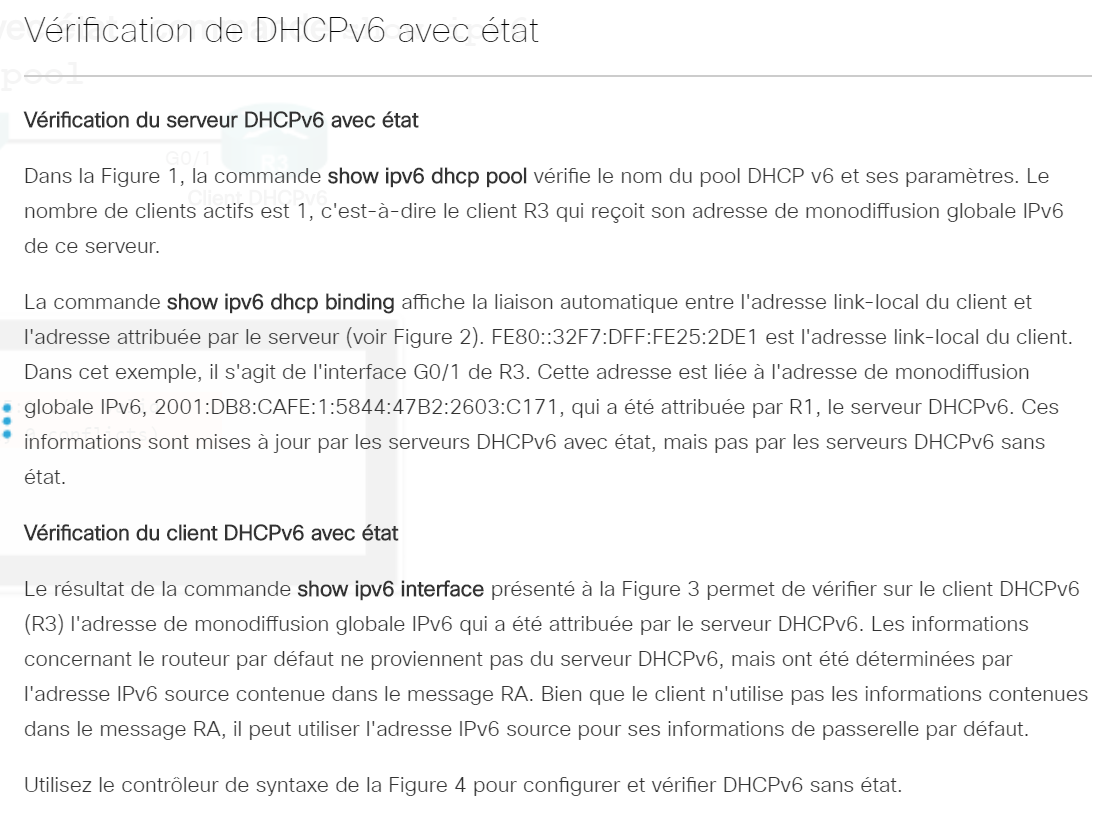 Vérification de DHCPv6 avec état
pool
Vérification du serveur DHCPv6 avec état
G0/1
R3
Client DHCPv6
Dans la Figure 1, la commande show ipv6 dhcp pool vérifie le nom du pool DHCP v6 et ses paramètres. Le
nombre de clients actifs est 1, c'est-à-dire le client R3 qui reçoit son adresse de monodiffusion globale IPv6
de ce serveur.
La commande show ipv6 dhcp binding affiche la liaison automatique entre l'adresse link-local du client et
l'adresse attribuée par le serveur (voir Figure 2). FE80::32F7:DFF:FE25:2DE1 est l'adresse link-local du client.
Dans cet exemple, il s'agit de l'interface G0/1 de R3. Cette adresse est liée à l'adresse de monodiffusion
globale IPv6, 2001:DB8:CAFE:1:5844:47B2:2603:C171, qui a été attribuée par R1, le serveur DHCPv6. Ces
informations sont mises à jour par les serveurs DHCPv6 avec état, mais pas par les serveurs DHCPv6 sans
état.
Vérification du client DHCPv6 avec état
Le résultat de la commande show ipv6 interface présenté à la Figure 3 permet de vérifier sur le client DHCPv6
(R3) l'adresse de monodiffusion globale IPv6 qui a été attribuée par le serveur DHCPv6. Les informations
concernant le routeur par défaut ne proviennent pas du serveur DHCPv6, mais ont été déterminées par
l'adresse IPv6 source contenue dans le message RA. Bien que le client n'utilise pas les informations contenues
dans le message RA, il peut utiliser l'adresse IPv6 source pour ses informations de passerelle par défaut.
Utilisez le contrôleur de syntaxe de la Figure 4 pour configurer et vérifier DHCPv6 sans état.